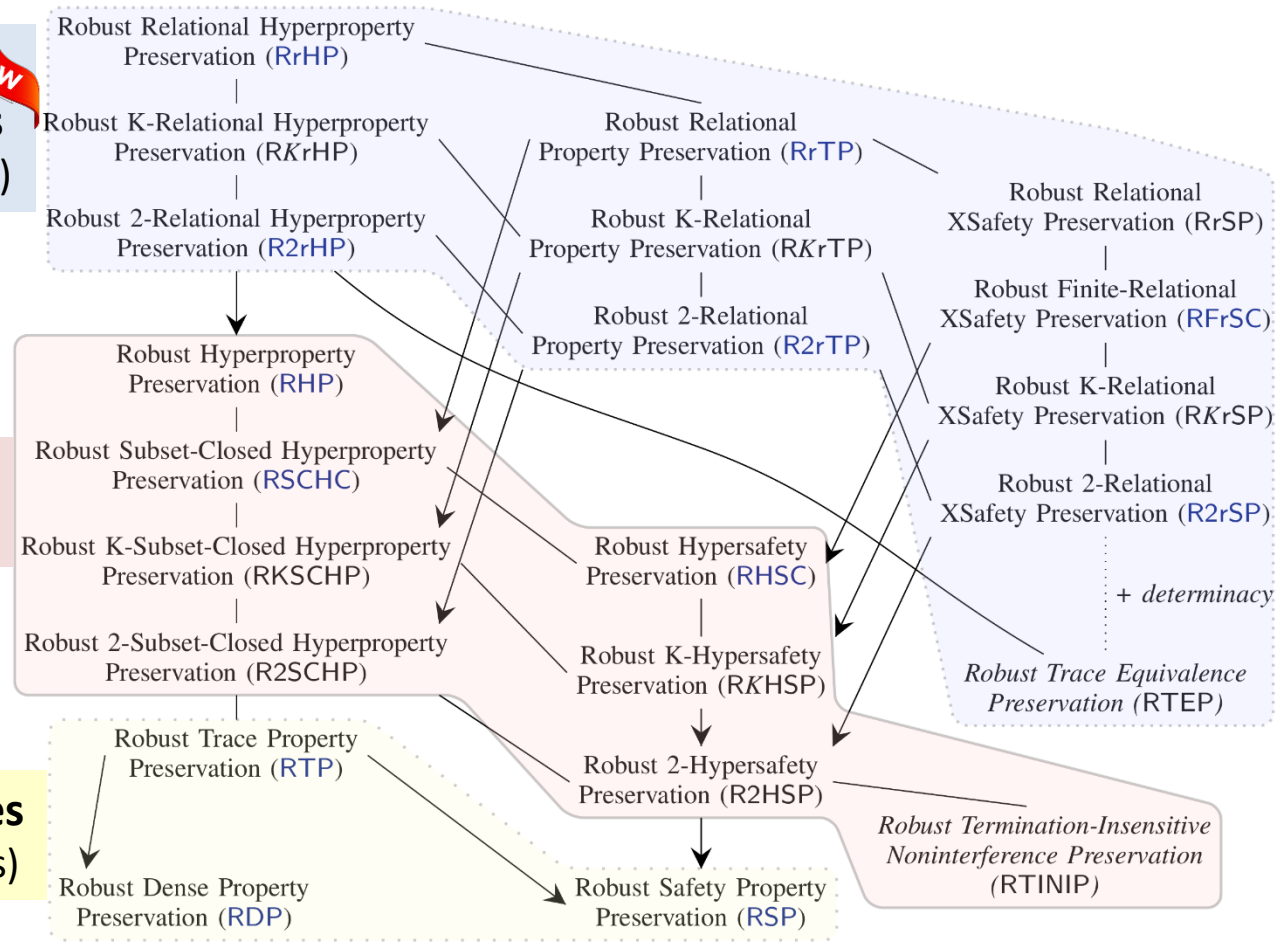 Robust Relational Hyperproperty
Preservation (RrHP)
W
s
)
Robust K-Relational Hyperproperty
Preservation (RKrHP)
Robust 2-Relational Hyperproperty
Preservation (R2rHP)
Robust Relational
Property Preservation (RrTP)
Robust K-Relational
Property Preservation (RKrTP)
Robust 2-Relational
Property Preservation (R2rTP)
Robust Relational
XSafety Preservation (RrSP)
Robust Finite-Relational
XSafety Preservation (RFrSC)
Robust K-Relational
XSafety Preservation (RKrSP)
Robust 2-Relational
XSafety Preservation (R2rSP)
+ determinacy
Robust Trace Equivalence
Preservation (RTEP)
Robust Hyperproperty
Preservation (RHP)
Robust Subset-Closed Hyperproperty
Preservation (RSCHC)
Robust K-Subset-Closed Hyperproperty
Preservation (RKSCHP)
Robust 2-Subset-Closed Hyperproperty
Preservation (R2SCHP)
Robust Hypersafety
Preservation (RHSC)
Robust K-Hypersafety
Preservation (RKHSP)
Robust 2-Hypersafety
Preservation (R2HSP)
Robust Termination-Insensitive
Noninterference Preservation
(RTINIP)
Robust Trace Property
Preservation (RTP)
es
s)
Robust Dense Property
Preservation (RDP)
Robust Safety Property
Preservation (RSP)